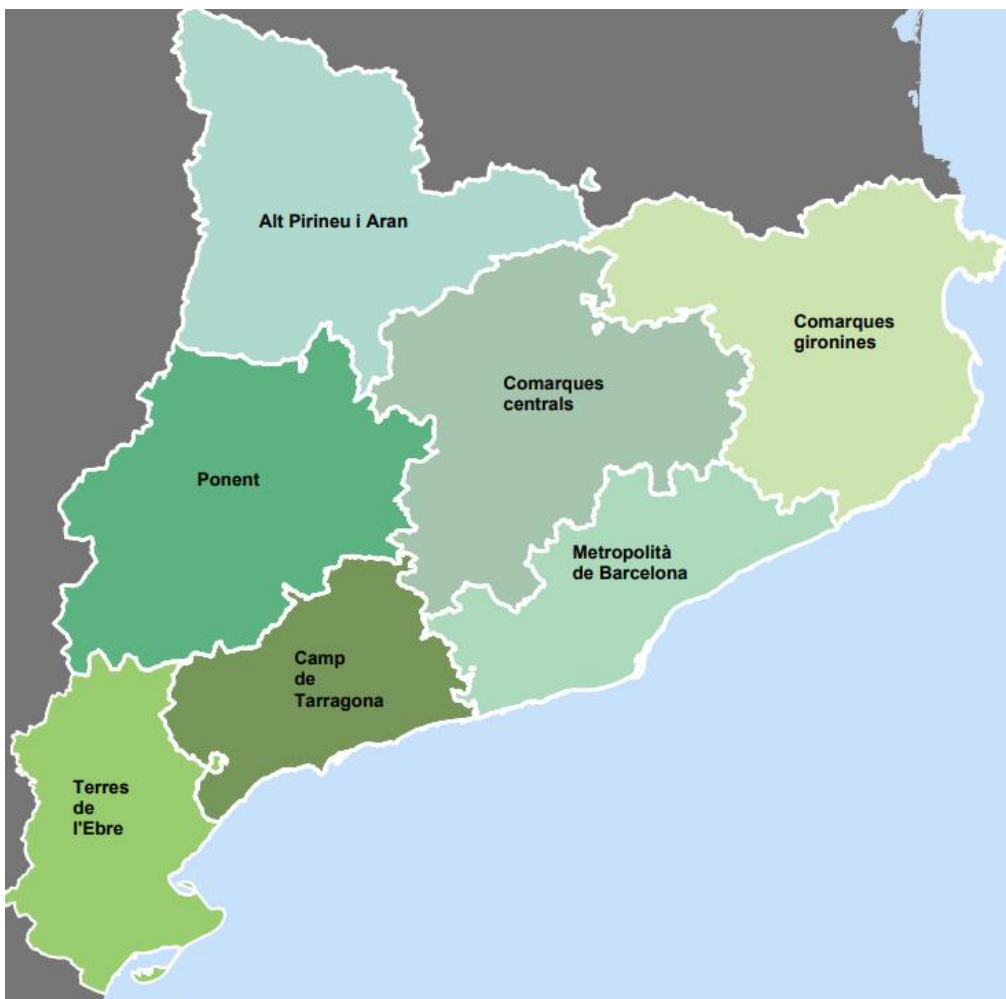 Alt Pirineu i Aran
Comarques
gironines
Comarques
centrals
Ponent
Metropolità
de Barcelona
Camp
de
Tarragona
Terres
de
l'Ebre